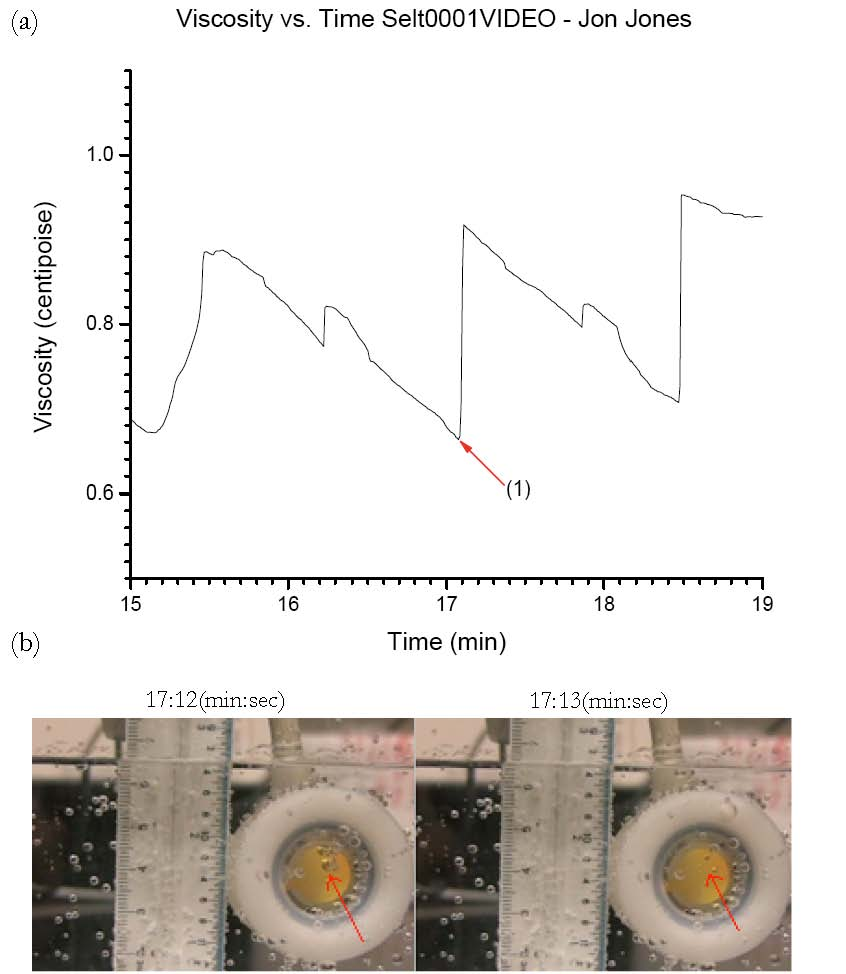 (a)
Viscosity vs. Time Selt0001VIDEO - Jon Jones
Viscosity (centipoise)
1.0
0.8
0.6
(1)
15 16 17 18 19
Time (min)
(b)
17:12(min:sec) 17:13(min:sec)